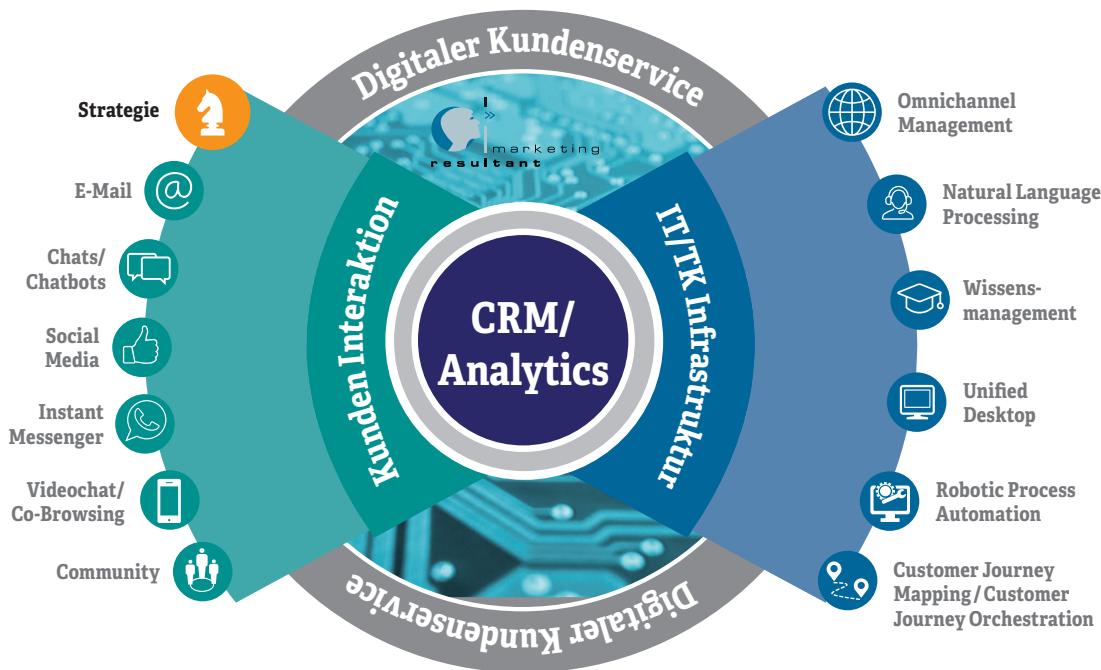 Digitaler Kundenservice
marketing
resultant
Strategie
E-Mail
Chats/
Chatbots
Social
Media
Instant
Messenger
Videochat/
Co-Browsing
Community
Kunden Interaktion
CRM/
Analytics
IT/TK Infrastruktur
Omnichannel
Management
Natural Language
Processing
Wissens-
management
Unified
Desktop
Robotic Process
Automation
Customer Journey
Mapping / Customer
Journey Orchestration
Digitaler Kundenservice